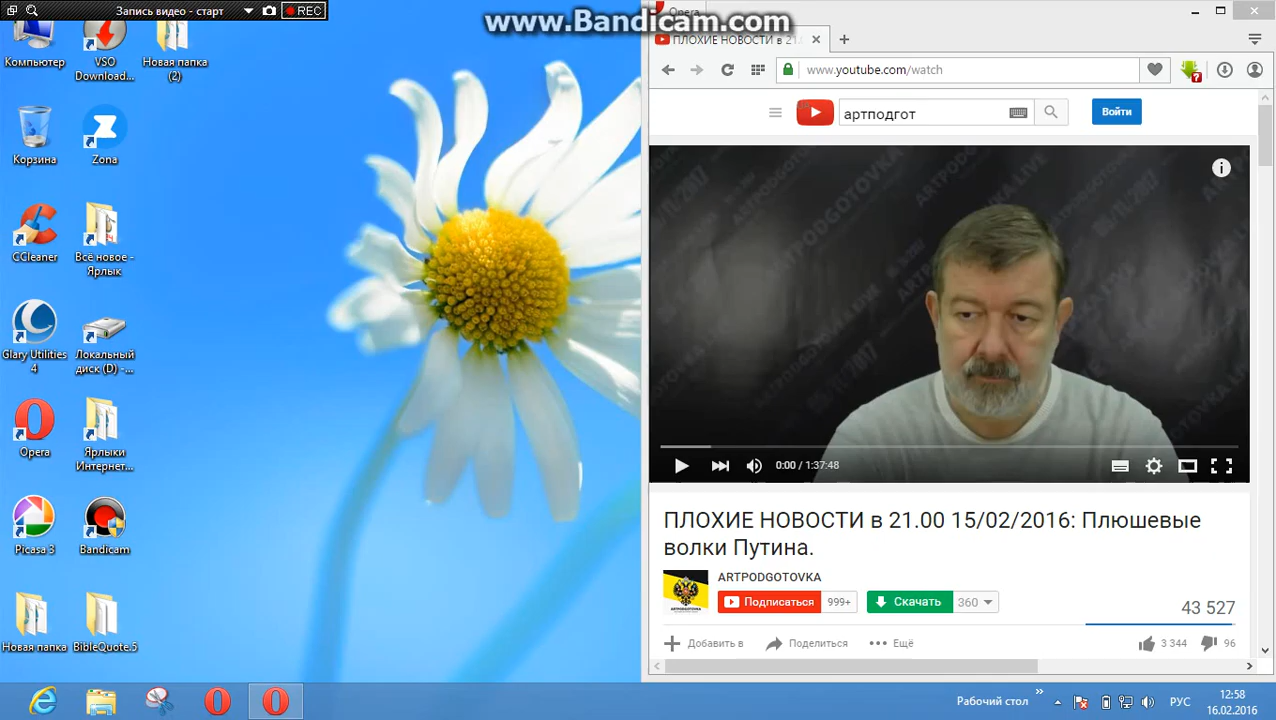 Запись видео - старт
REC
www.Bandicam.com
Компьютер
VSO
Download...
Новая папка
(2)
Корзина
Zona
CCleaner
Всё новое -
Ярлык
Glary Utilities
4
Локальный
диск (D) -...
Opera
Ярлыки
Интернет...
Picasa 3
Bandicam
Новая папка
BibleQuote.5
Opera
ПЛОХИЕ НОВОСТИ в 21.
www.youtube.com/watch
артподгот
Войти
ARTPODGOTOVKA.LIVE
0:00 / 1:37:48
ПЛОХИЕ НОВОСТИ в 21.00 15/02/2016: Плюшевые
волки Путина.
ARTPODGOTOVKA
Подписаться 999+ Скачать 360
43 527
Добавить в Поделиться Ещё 3 344 96
Рабочий стол
РУС
12:58
16.02.2016